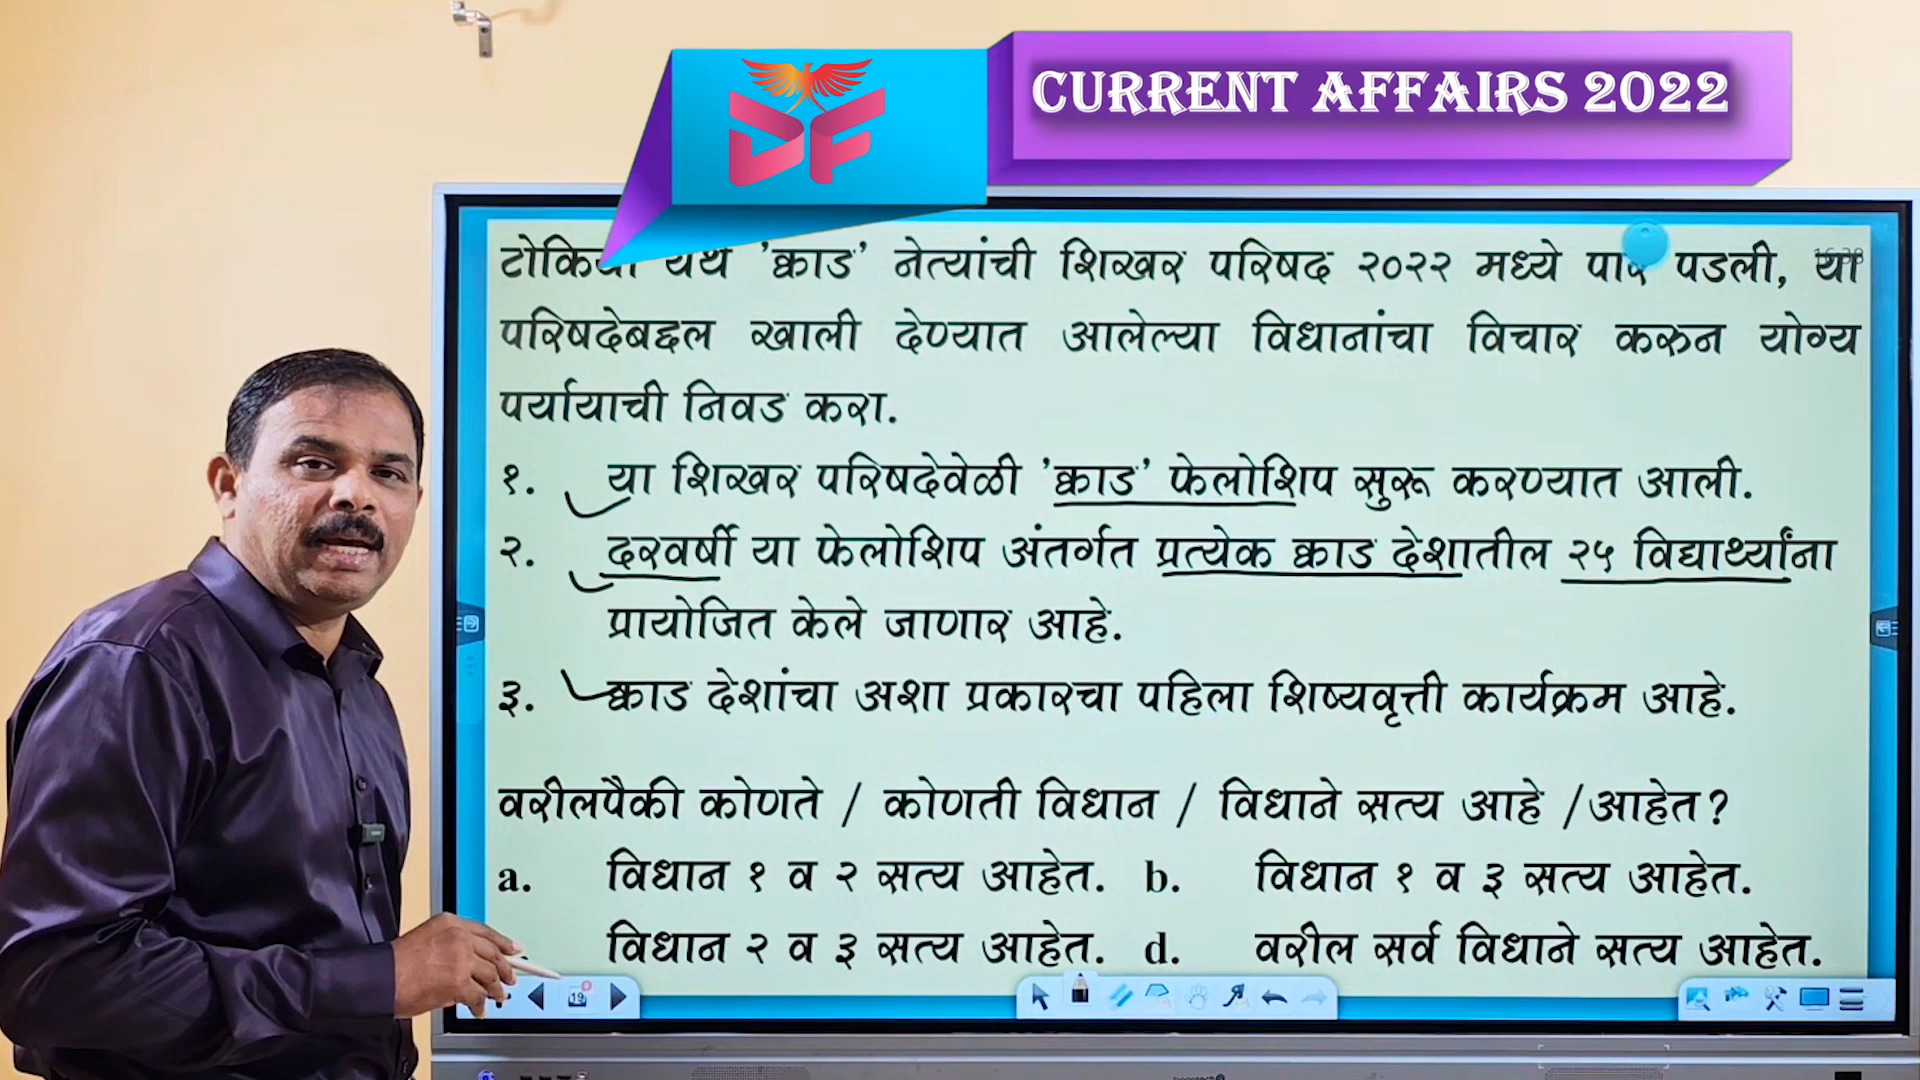 DF
CURRENT AFFAIRS 2022
'क्वाड' नेत्यांची शिखर परिषद २०२२ मध्ये पार पडली, या
परिषदेबद्दल खाली देण्यात आलेल्या विधानांचा विचार करून योग्य
पर्यायाची निवड करा.
१. या शिखर परिषदेवेळी 'क्वाड' फेलोशिप सुरू करण्यात आली.
२. दरवर्षी या फेलोशिप अंतर्गत प्रत्येक क्वाड देशातील २५ विद्यार्थ्यांना
प्रायोजित केले जाणार आहे.
३. क्वाड देशांचा अशा प्रकारचा पहिला शिष्यवृत्ती कार्यक्रम आहे.
वरीलपैकी कोणते / कोणती विधान / विधाने सत्य आहे /आहेत?
a. विधान १ व २ सत्य आहेत. b. विधान १ व ३ सत्य आहेत.
विधान २ व ३ सत्य आहेत. d. वरील सर्व विधाने सत्य आहेत.
19